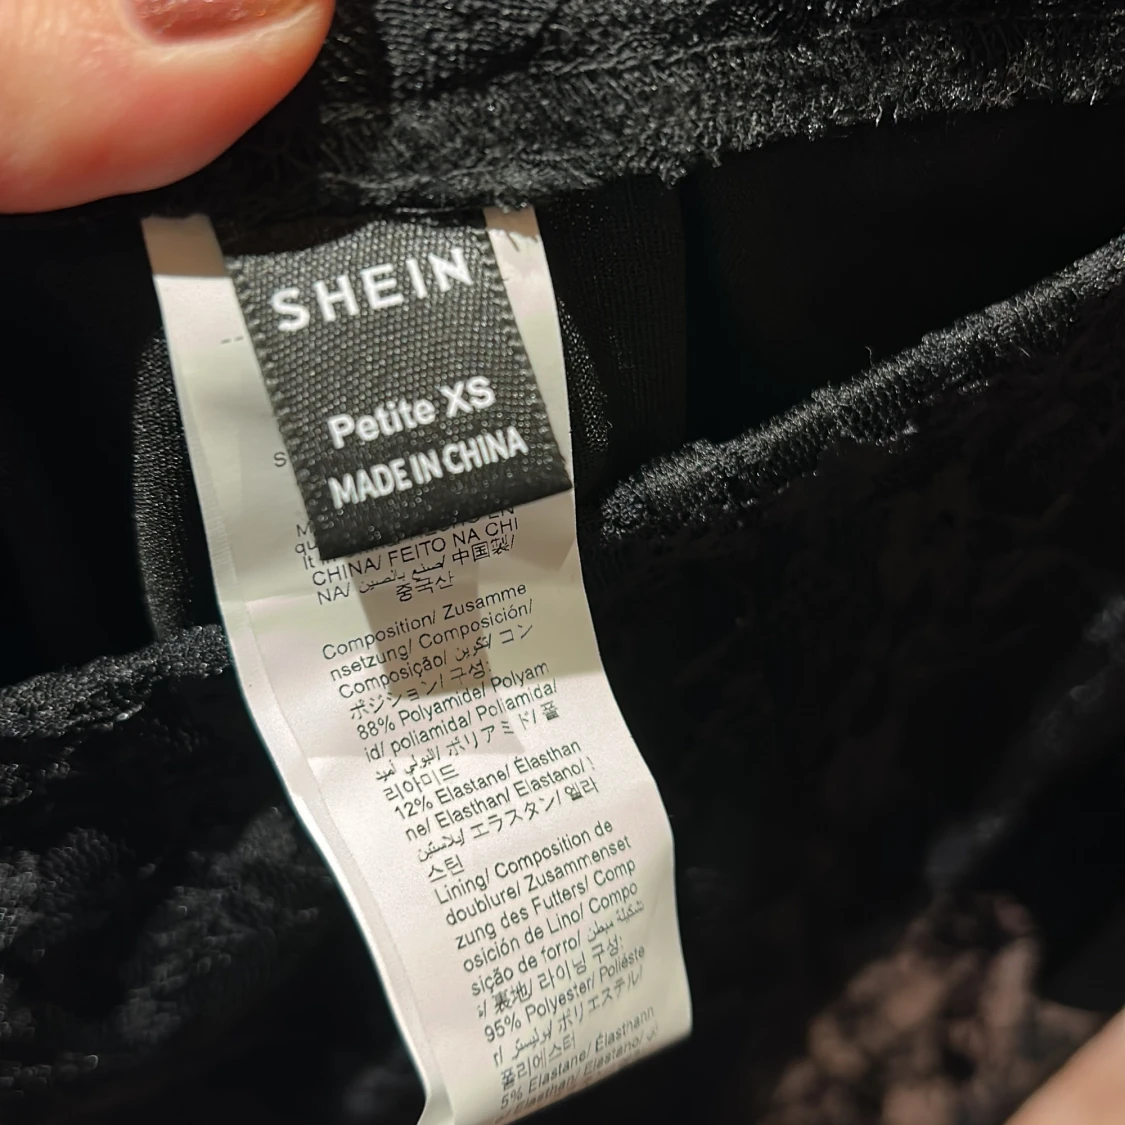 SHEIN
Petite XS
MADE IN CHINA
CHINA/ FEITO NA CHI
NA/ صنع بالصين/ 中国製/
중국산
Composition/ Zusamme
nsetzung/ Composición/
Composição/ تكوين/ コン
ポジション/ 구성:
88% Polyamide/ Polyam
id/ poliamida/ Poliamida/
ポリアミド/ 폴
리아미드
12% Elastane/ Élasthan
ne/ Elasthan/ Elastano/
إيلاستين/ エラスタン/ 엘라
스틴
Lining/ Composition de
doublure/ Zusammenset
zung des Futters/ Comp
osición de Lino/ Compo
sição de forro/ تشكيلة مبطن
/ 裏地/ 라이닝 구성:
95% Polyester/ Poliéste
r/ بوليستر/ ポリエステル/
폴리에스터
5% Elastane/ Élasthann
e/ Elasthan/ Elastano/